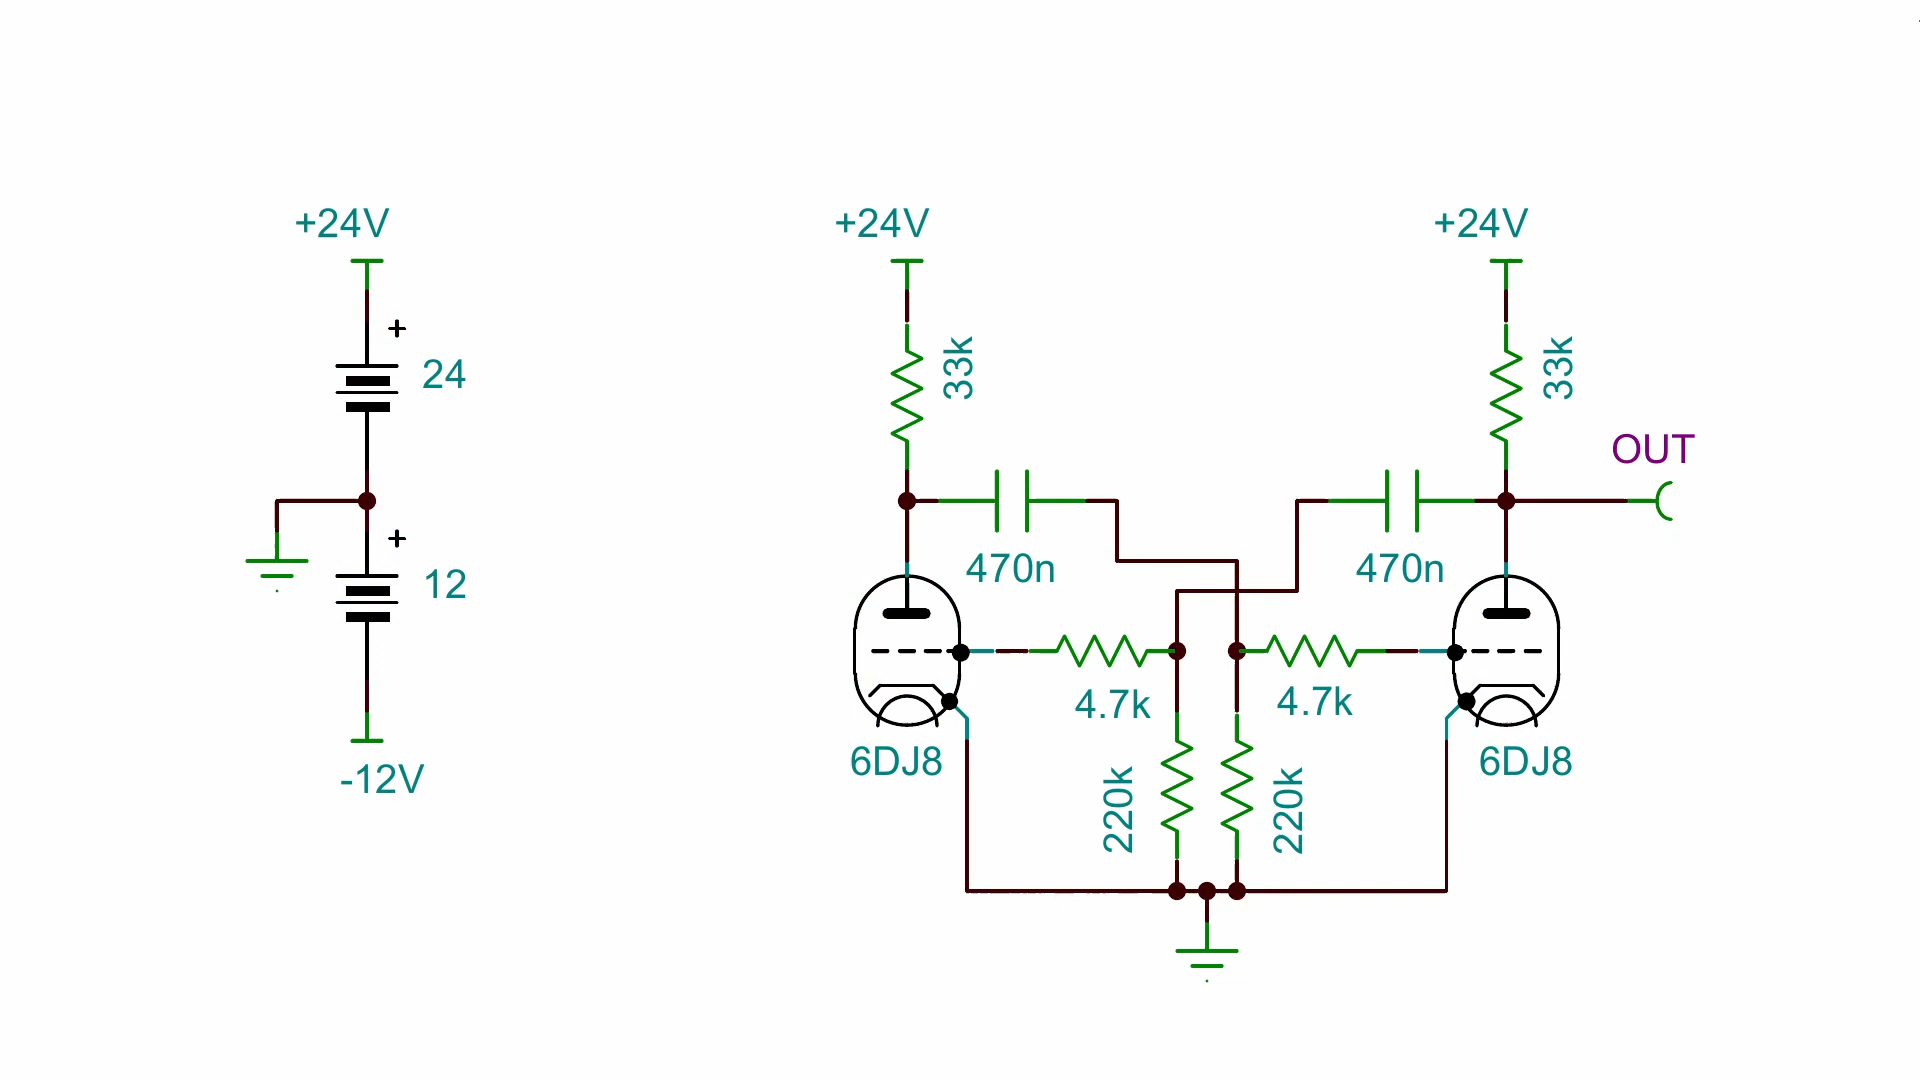 +24V
+24V
+24V
+
24
33k
33k
OUT
+
12
470n
470n
4.7k
4.7k
6DJ8
6DJ8
-12V
220k
220k